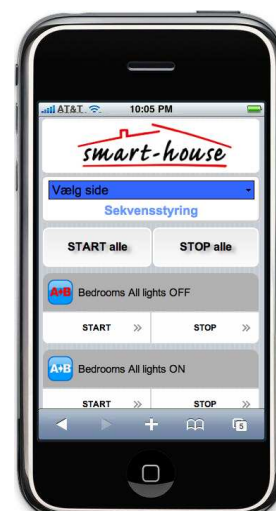 AT&T 10:05 PM
smart-house
Vælg side
Sekvensstyring
START alle STOP alle
A+B Bedrooms All lights OFF
START >> STOP >>
A+B Bedrooms All lights ON
START >> STOP >>
5